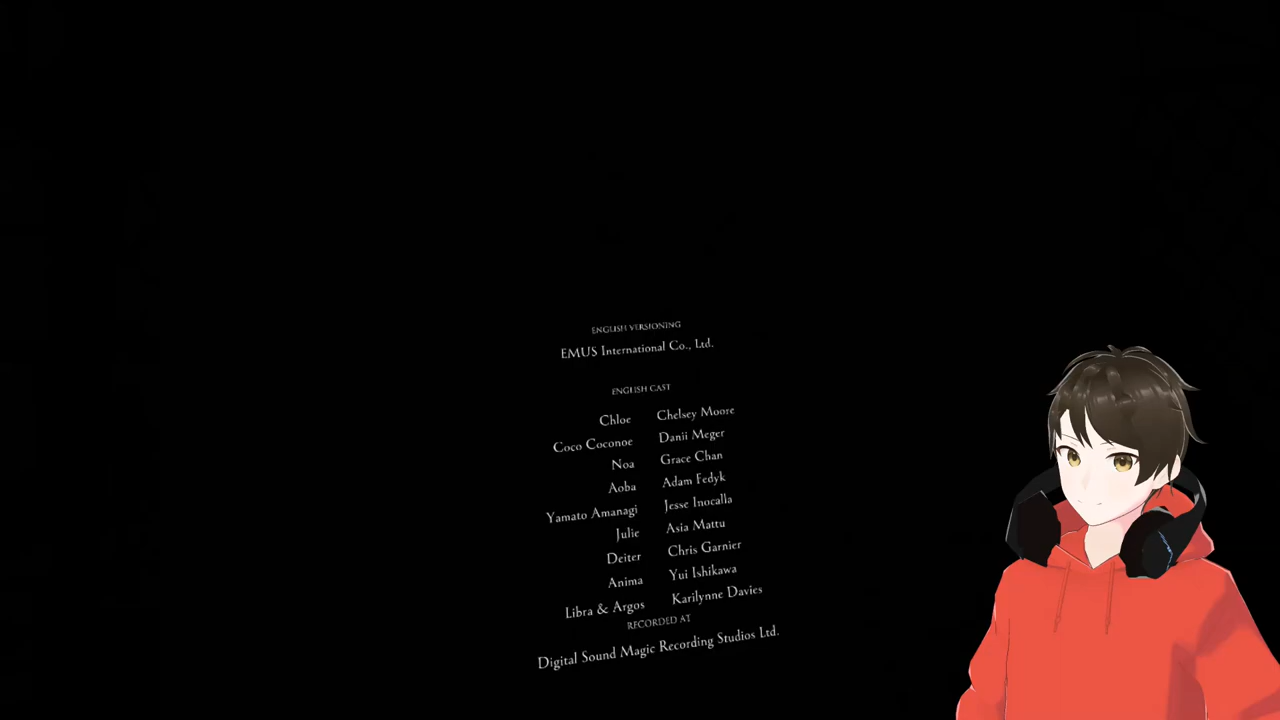 ENGLISH VERSIONING
EMUS International Co., Ltd.
ENGLISH CAST
Chloe Chelsey Moore
Coco Coconoe Danii Meger
Noa Grace Chan
Aoba Adam Fedyk
Yamato Amanagi Jesse Inocalla
Julie Asia Mattu
Deiter Chris Garnier
Anima Yui Ishikawa
Libra & Argos Karilynne Davies
RECORDED AT
Digital Sound Magic Recording Studios Ltd.